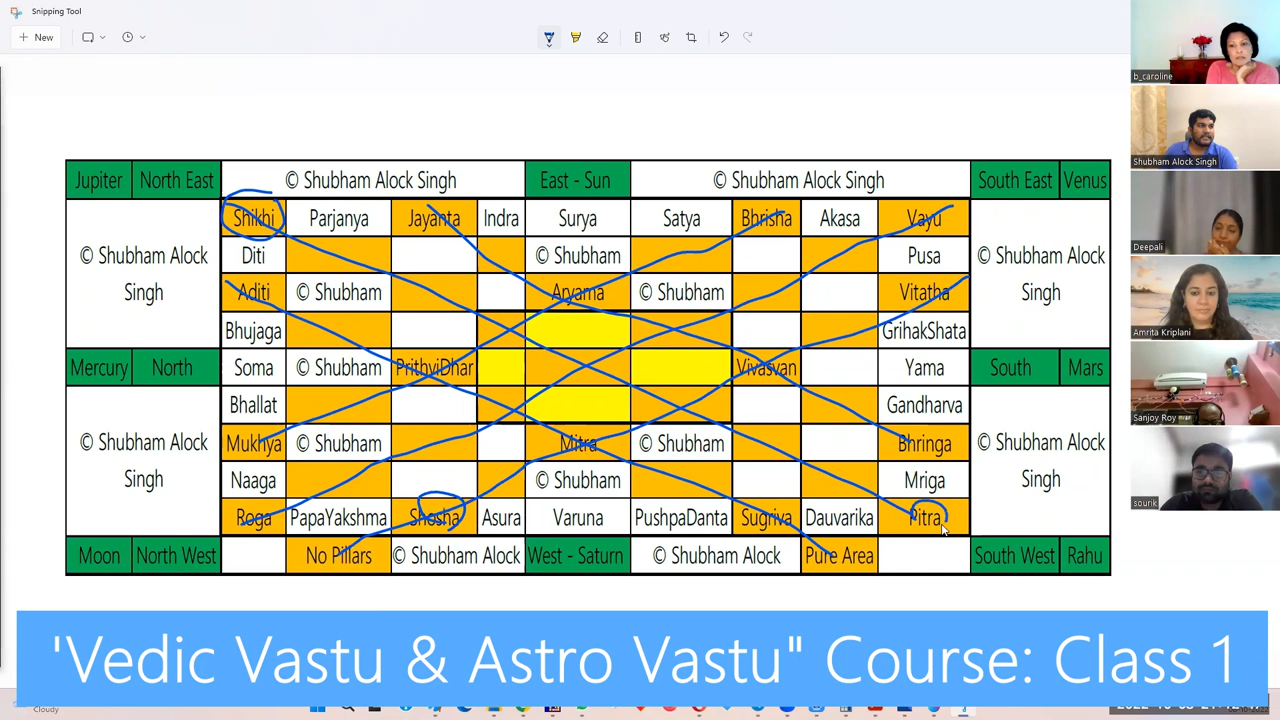 Snipping Tool
New
Jupiter North East © Shubham Alock Singh East - Sun © Shubham Alock Singh South East Venus
Shikhi Parjanya Jayanta Indra Surya Satya Bhrisha Akasa Vayu
© Shubham Alock Singh Diti © Shubham Pusa © Shubham Alock Singh
Aditi © Shubham Aryama © Shubham Vitatha
Bhujaga GrihakShata
Mercury North Soma © Shubham PrithviDhar Vivasvan Yama South Mars
Bhallat Gandharva
© Shubham Alock Singh Mukhya © Shubham Mitra © Shubham Bhringa © Shubham Alock Singh
Naaga © Shubham Mriga
Roga PapaYakshma Shosha Asura Varuna PushpaDanta Sugriva Dauvarika Pitra
Moon North West No Pillars © Shubham Alock West - Saturn © Shubham Alock Pure Area South West Rahu
b_caroline
Shubham Alock Singh
Deepali
Amrita Kriplani
Sanjoy Roy
sourik
'Vedic Vastu & Astro Vastu" Course: Class 1
Cloudy